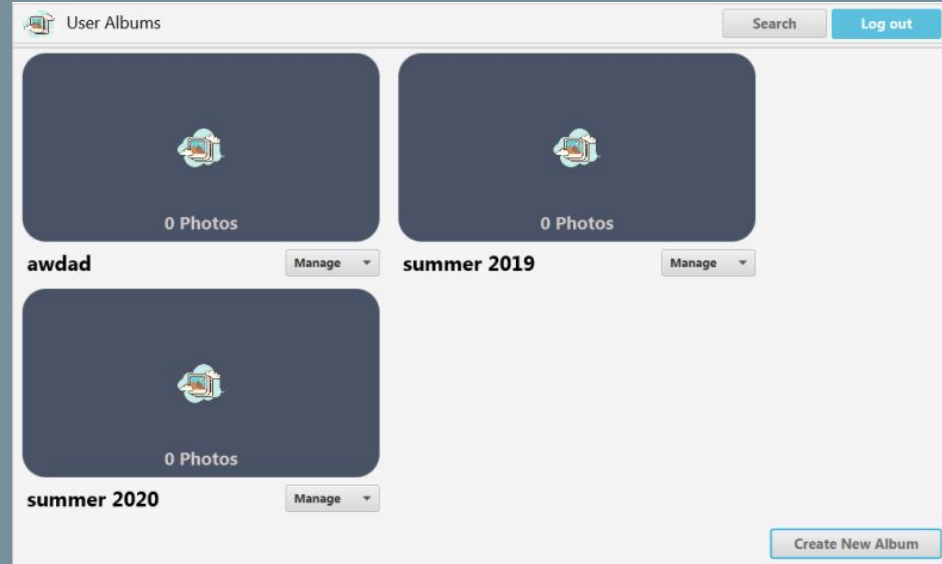 User Albums
Search
Log out
0 Photos
0 Photos
awdad
Manage
summer 2019
Manage
0 Photos
summer 2020
Manage
Create New Album